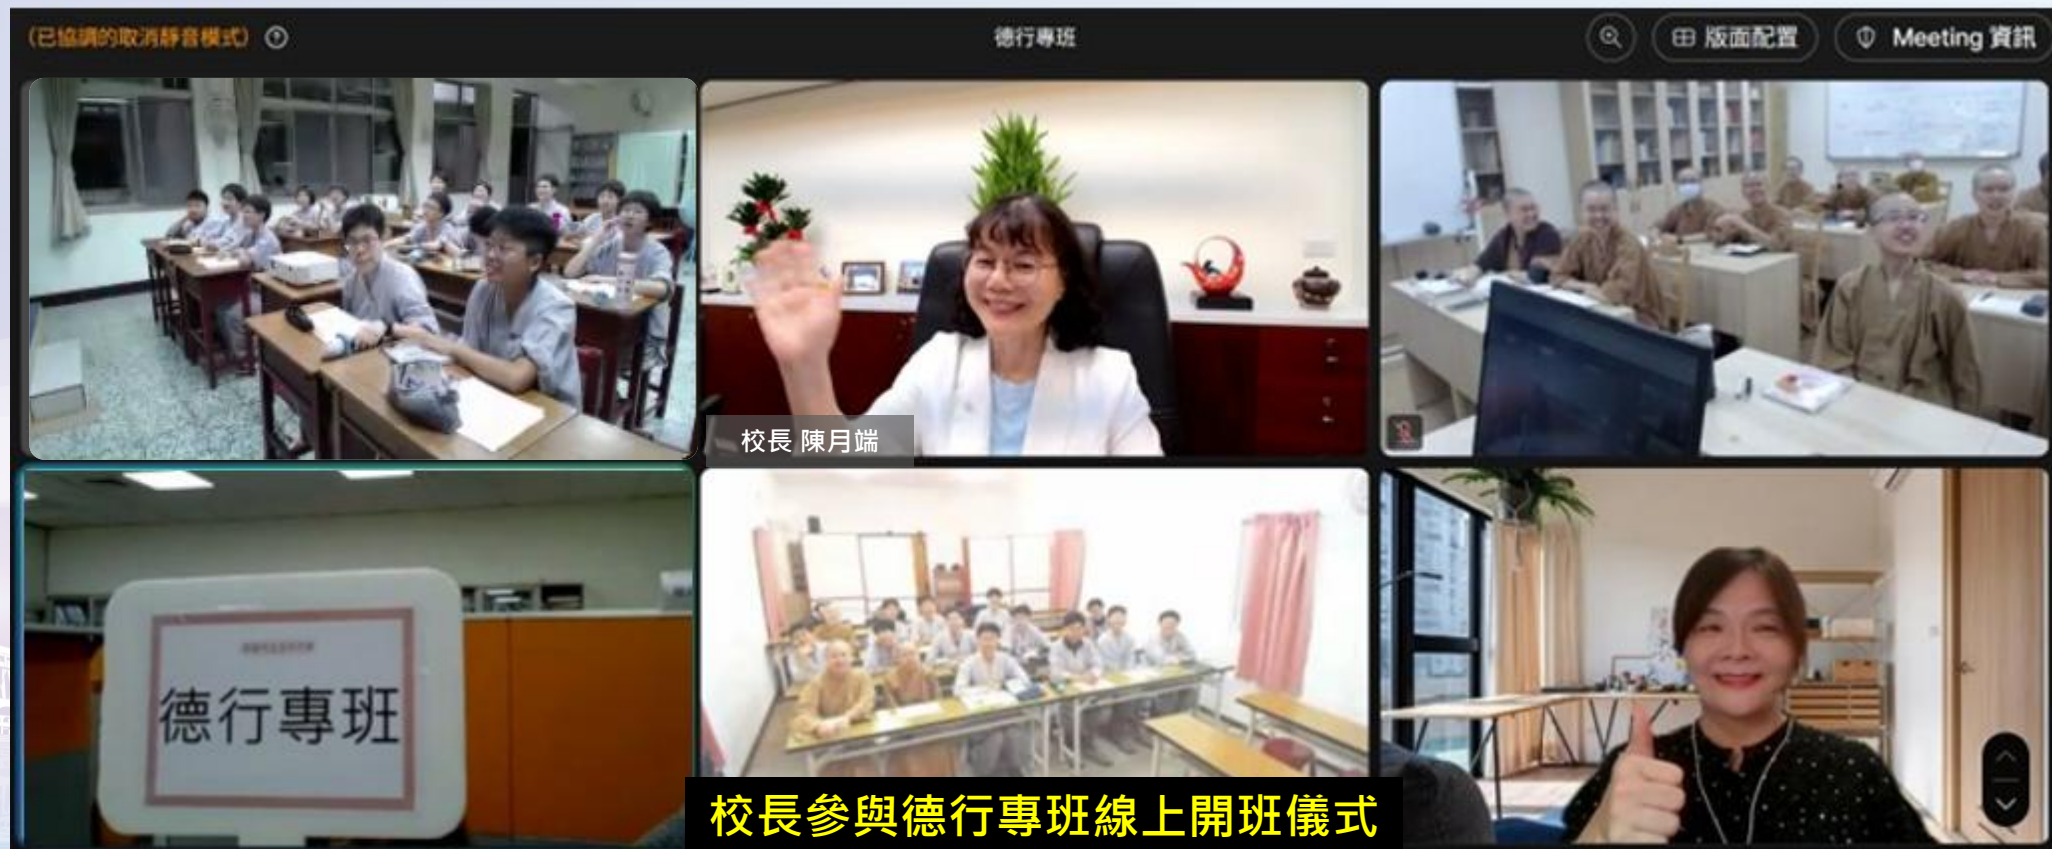 (已協調的取消靜音模式)
德行專班
版面配置
Meeting 資訊
校長 陳月端
德行專班
校長參與德行專班線上開班儀式